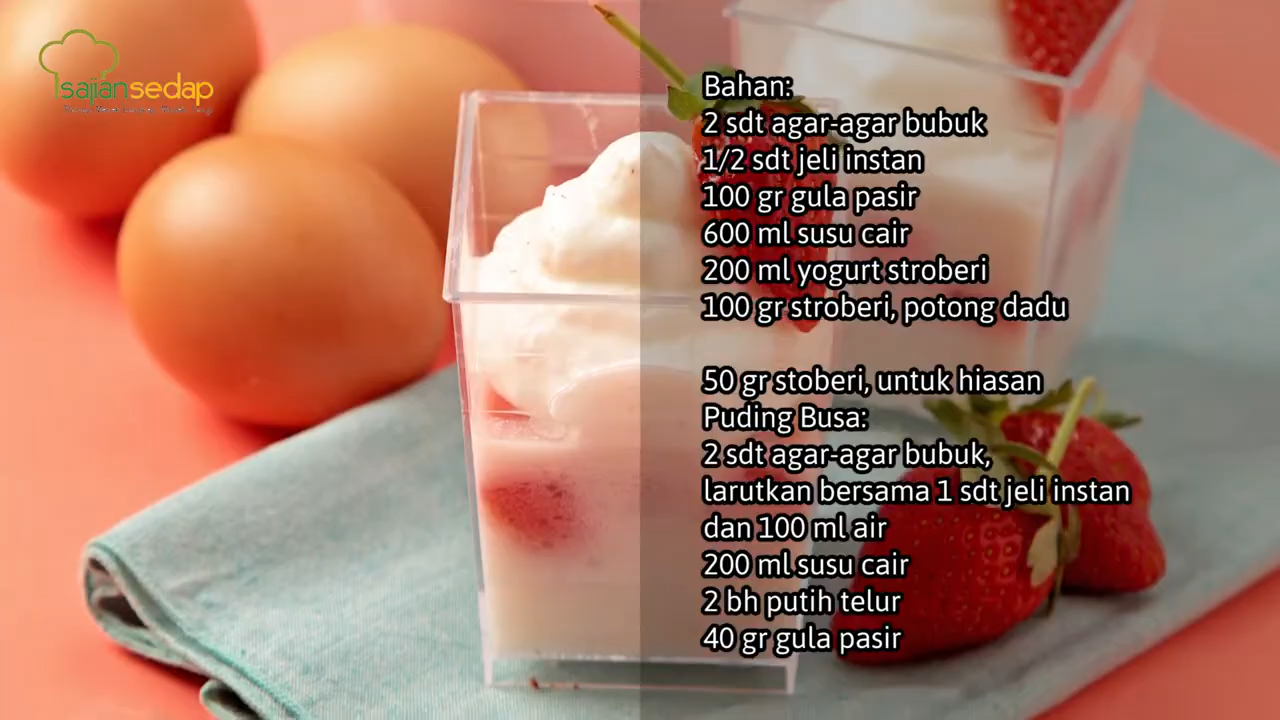 sajiansedap
Bahan:
2 sdt agar-agar bubuk
1/2 sdt jeli instan
100 gr gula pasir
600 ml susu cair
200 ml yogurt stroberi
100 gr stroberi, potong dadu
50 gr stoberi, untuk hiasan
Puding Busa:
2 sdt agar-agar bubuk,
larutkan bersama 1 sdt jeli instan
dan 100 ml air
200 ml susu cair
2 bh putih telur
40 gr gula pasir